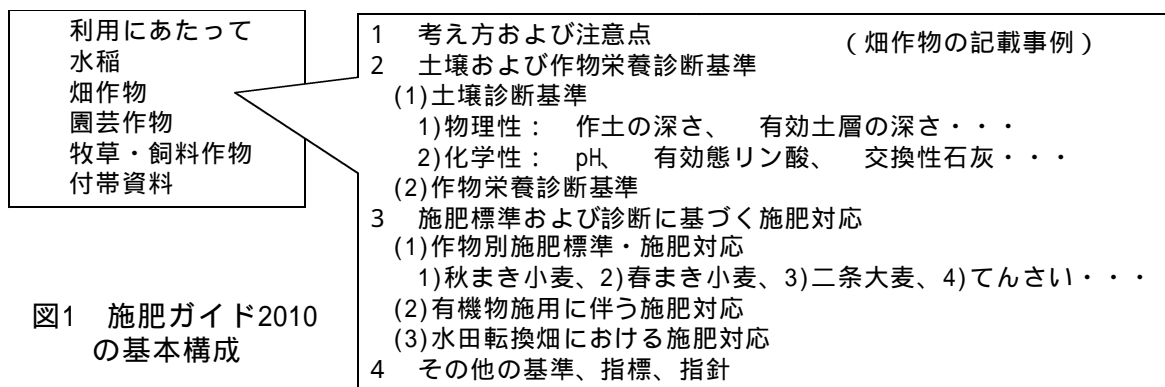 利用にあたって
水稲
畑作物
園芸作物
牧草・飼料作物
付帯資料
1 考え方および注意点 (畑作物の記載事例)
2 土壌および作物栄養診断基準
(1)土壌診断基準
1)物理性: 作土の深さ、 有効土層の深さ・・・
2)化学性: pH、 有効態リン酸、 交換性石灰・・・
(2)作物栄養診断基準
3 施肥標準および診断に基づく施肥対応
(1)作物別施肥標準・施肥対応
1)秋まき小麦、2)春まき小麦、3)二条大麦、4)てんさい・・・
(2)有機物施用に伴う施肥対応
(3)水田転換畑における施肥対応
4 その他の基準、指標、指針
図1 施肥ガイド2010
の基本構成